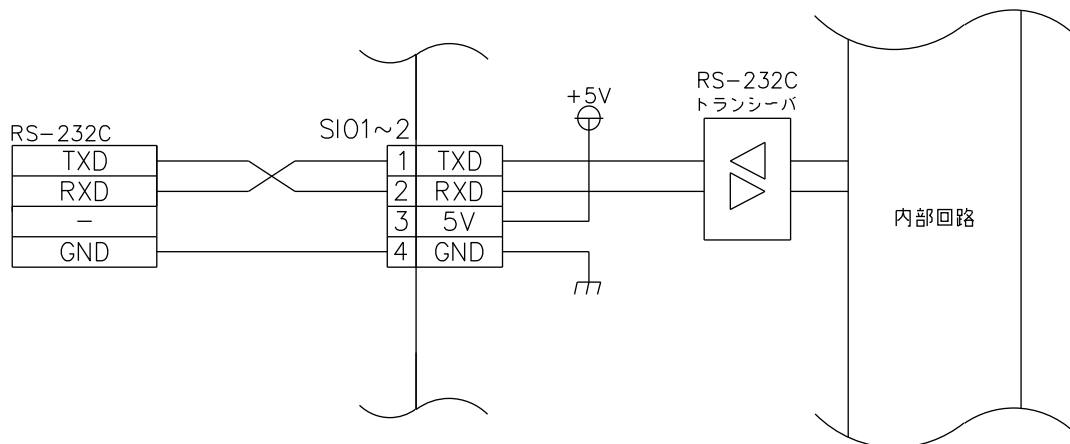 RS-232C
TXD
RXD
-
GND
SIO1~2
1 TXD
2 RXD
3 5V
4 GND
+5V
RS-232C
トランシーバ
内部回路